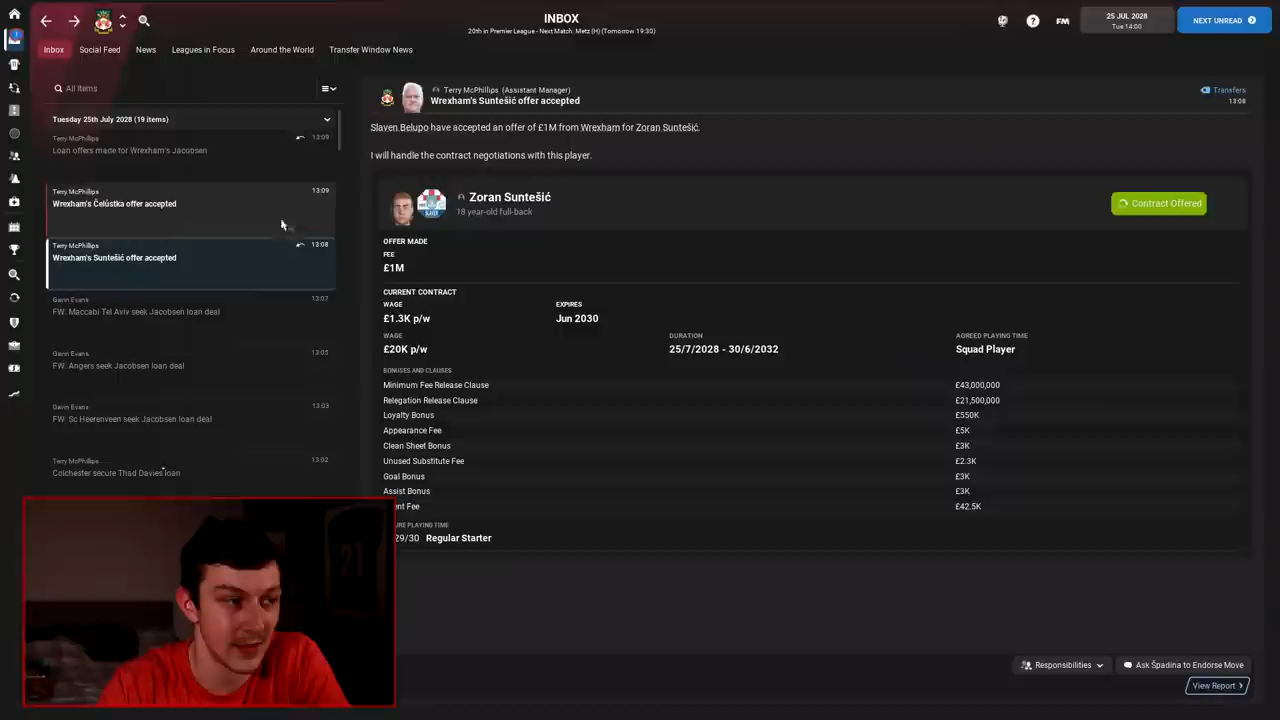 INBOX
20th in Premier League - Next Match: Metz (H) (Tomorrow 19:30)
FM
25 JUL 2028
Tue 14:00
NEXT UNREAD
Inbox
Social Feed
News
Leagues in Focus
Around the World
Transfer Window News
All Items
Tuesday 25th July 2028 (19 items)
Terry McPhillips
13:09
Loan offers made for Wrexham's Jacobsen
Terry McPhillips
13:09
Wrexham's Čelůstka offer accepted
Terry McPhillips
13:08
Wrexham's Suntešić offer accepted
Gavin Evans
13:07
FW: Maccabi Tel Aviv seek Jacobsen loan deal
Gavin Evans
13:05
FW: Angers seek Jacobsen loan deal
Gavin Evans
13:03
FW: Sc Heerenveen seek Jacobsen loan deal
Terry McPhillips
13:02
Colchester secure Thad Davies loan
Terry McPhillips (Assistant Manager)
Wrexham's Suntešić offer accepted
Transfers
13:08
Slaven Belupo have accepted an offer of £1M from Wrexham for Zoran Suntešić.
I will handle the contract negotiations with this player.
Zoran Suntešić
18 year-old full-back
Contract Offered
OFFER MADE
FEE
£1M
CURRENT CONTRACT
WAGE
EXPIRES
£1.3K p/w
Jun 2030
WAGE
DURATION
AGREED PLAYING TIME
£20K p/w
25/7/2028 - 30/6/2032
Squad Player
BONUSES AND CLAUSES
Minimum Fee Release Clause
£43,000,000
Relegation Release Clause
£21,500,000
Loyalty Bonus
£550K
Appearance Fee
£5K
Clean Sheet Bonus
£3K
Unused Substitute Fee
£2.3K
Goal Bonus
£3K
Assist Bonus
£3K
ent Fee
£42.5K
URE PLAYING TIME
29/30 Regular Starter
21
Responsibilities
Ask Špadina to Endorse Move
View Report